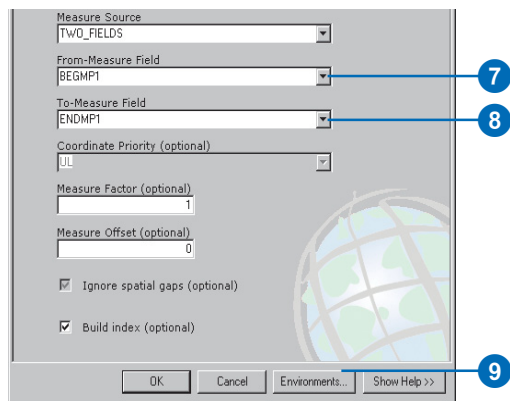 Measure Source
TWO_FIELDS
From-Measure Field
BEGMP1
7
To-Measure Field
ENDMP1
8
Coordinate Priority (optional)
UL
Measure Factor (optional)
1
Measure Offset (optional)
0
Ignore spatial gaps (optional)
Build index (optional)
9
OK Cancel Environments... Show Help >>